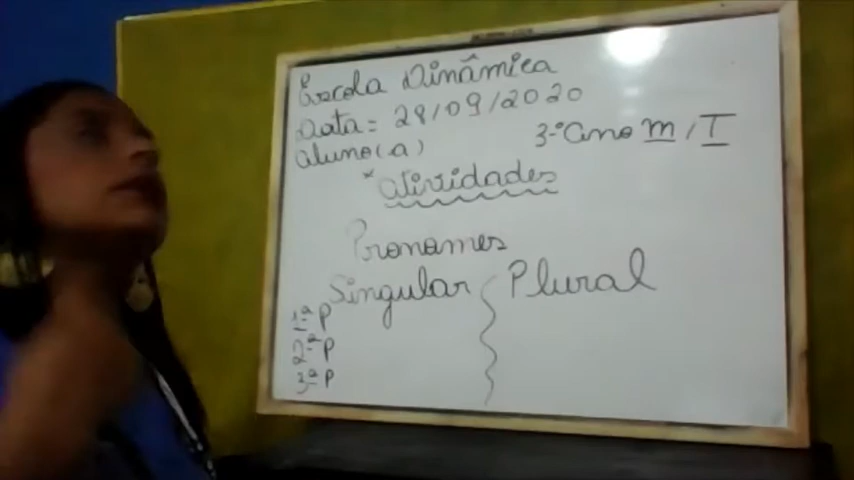 Escola Dinâmica
Data = 28/09/2020
Aluno(a) 3º ano M / T
* Atividades
Pronomes
Singular Plural
1ª P
2ª P
3ª P